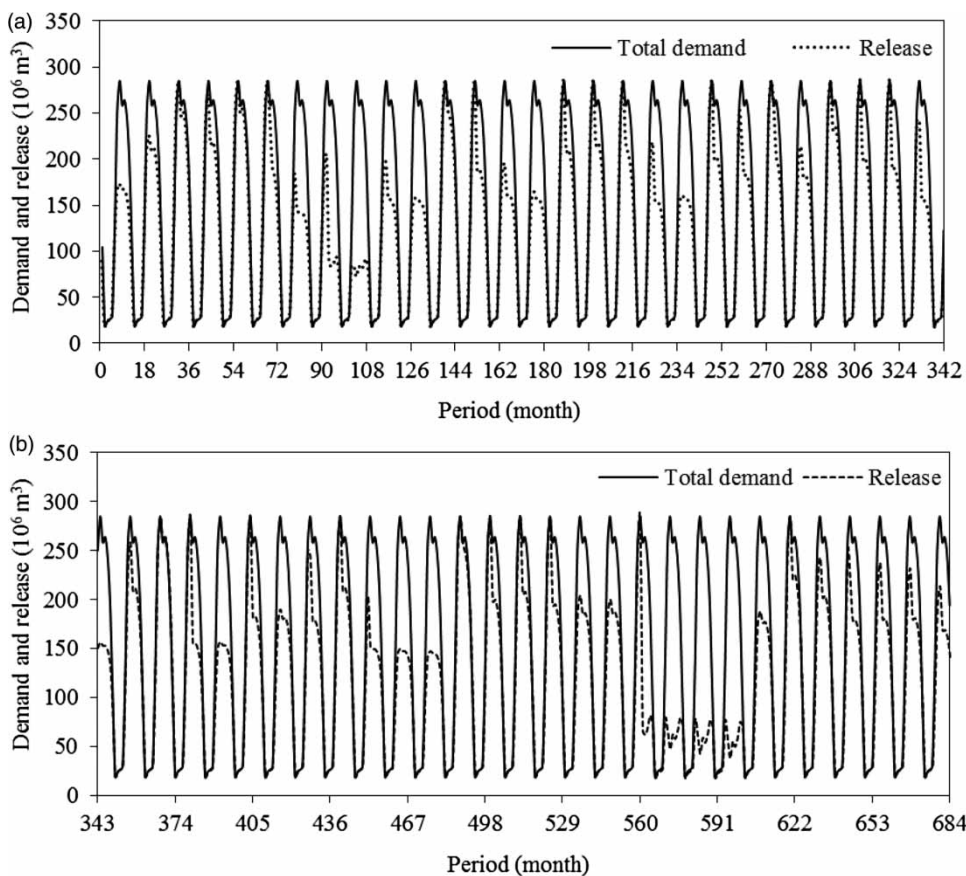 (a)
350
300
250
200
150
100
50
0
Demand and release (10⁶ m³)
Total demand Release
0 18 36 54 72 90 108 126 144 162 180 198 216 234 252 270 288 306 324 342
Period (month)
(b)
350
300
250
200
150
100
50
0
Demand and release (10⁶ m³)
Total demand Release
343 374 405 436 467 498 529 560 591 622 653 684
Period (month)